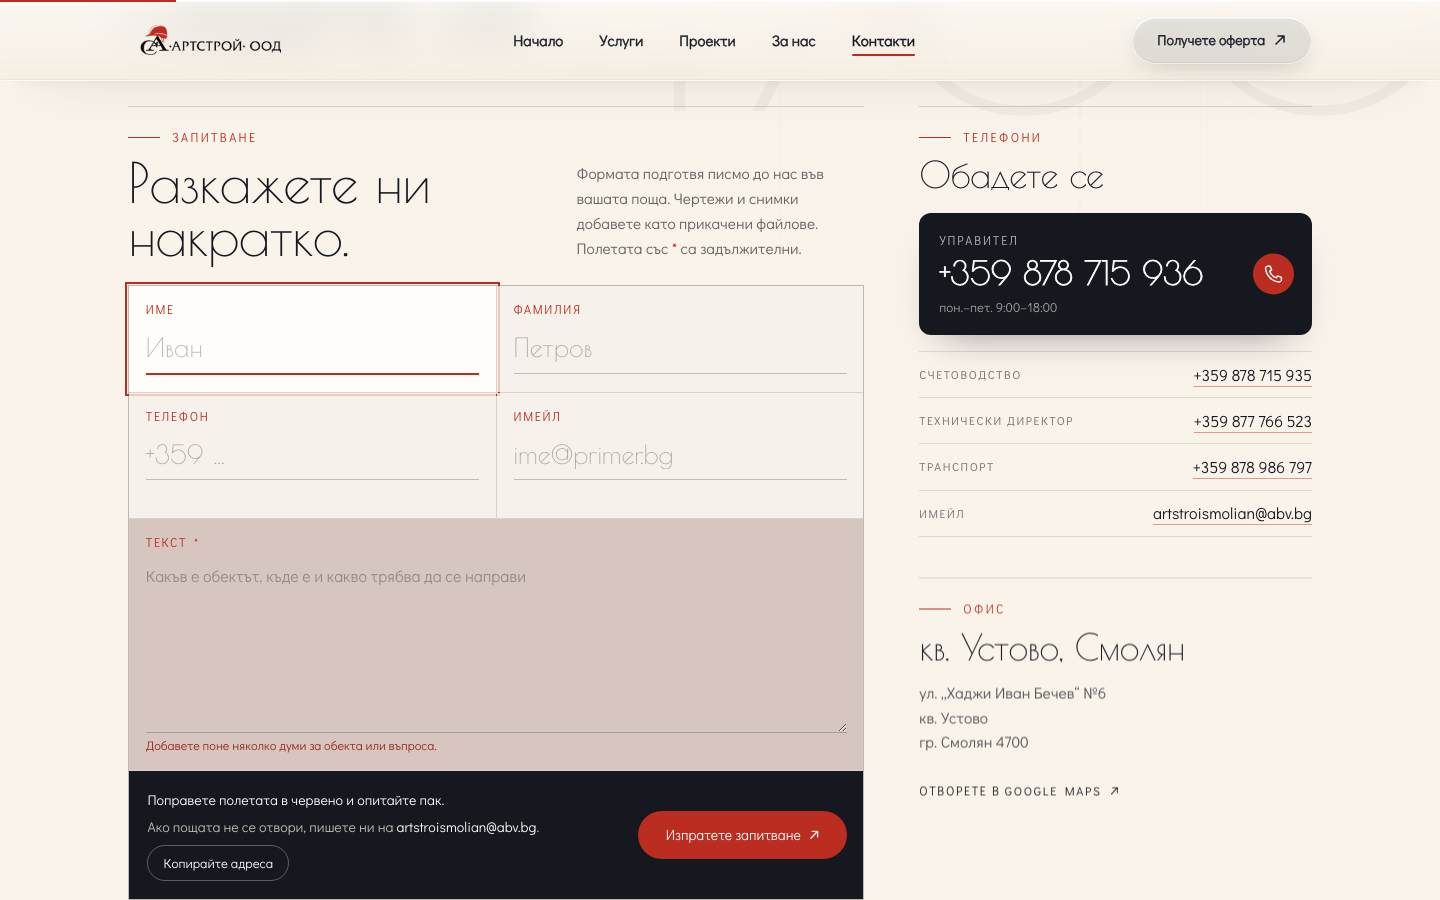 АРТСТРОЙ· ООД
Начало
Услуги
Проекти
За нас
Контакти
Получете оферта
ЗАПИТВАНЕ
Разкажете ни
накратко.
Формата подготвя писмо до нас във
вашата поща. Чертежи и снимки
добавете като прикачени файлове.
Полетата със * са задължителни.
ИМЕ
Иван
ФАМИЛИЯ
Петров
ТЕЛЕФОН
+359 ...
ИМЕЙЛ
ime@primer.bg
ТЕКСТ *
Какъв е обектът, къде е и какво трябва да се направи
Добавете поне няколко думи за обекта или въпроса.
Поправете полетата в червено и опитайте пак.
Ако пощата не се отвори, пишете ни на artstroismolian@abv.bg.
Копирайте адреса
Изпратете запитване
ТЕЛЕФОНИ
Обадете се
УПРАВИТЕЛ
+359 878 715 936
пон.–пет. 9:00–18:00
СЧЕТОВОДСТВО
+359 878 715 935
ТЕХНИЧЕСКИ ДИРЕКТОР
+359 877 766 523
ТРАНСПОРТ
+359 878 986 797
ИМЕЙЛ
artstroismolian@abv.bg
ОФИС
кв. Устово, Смолян
ул. „Хаджи Иван Бечев“ №6
кв. Устово
гр. Смолян 4700
ОТВОРЕТЕ В GOOGLE MAPS